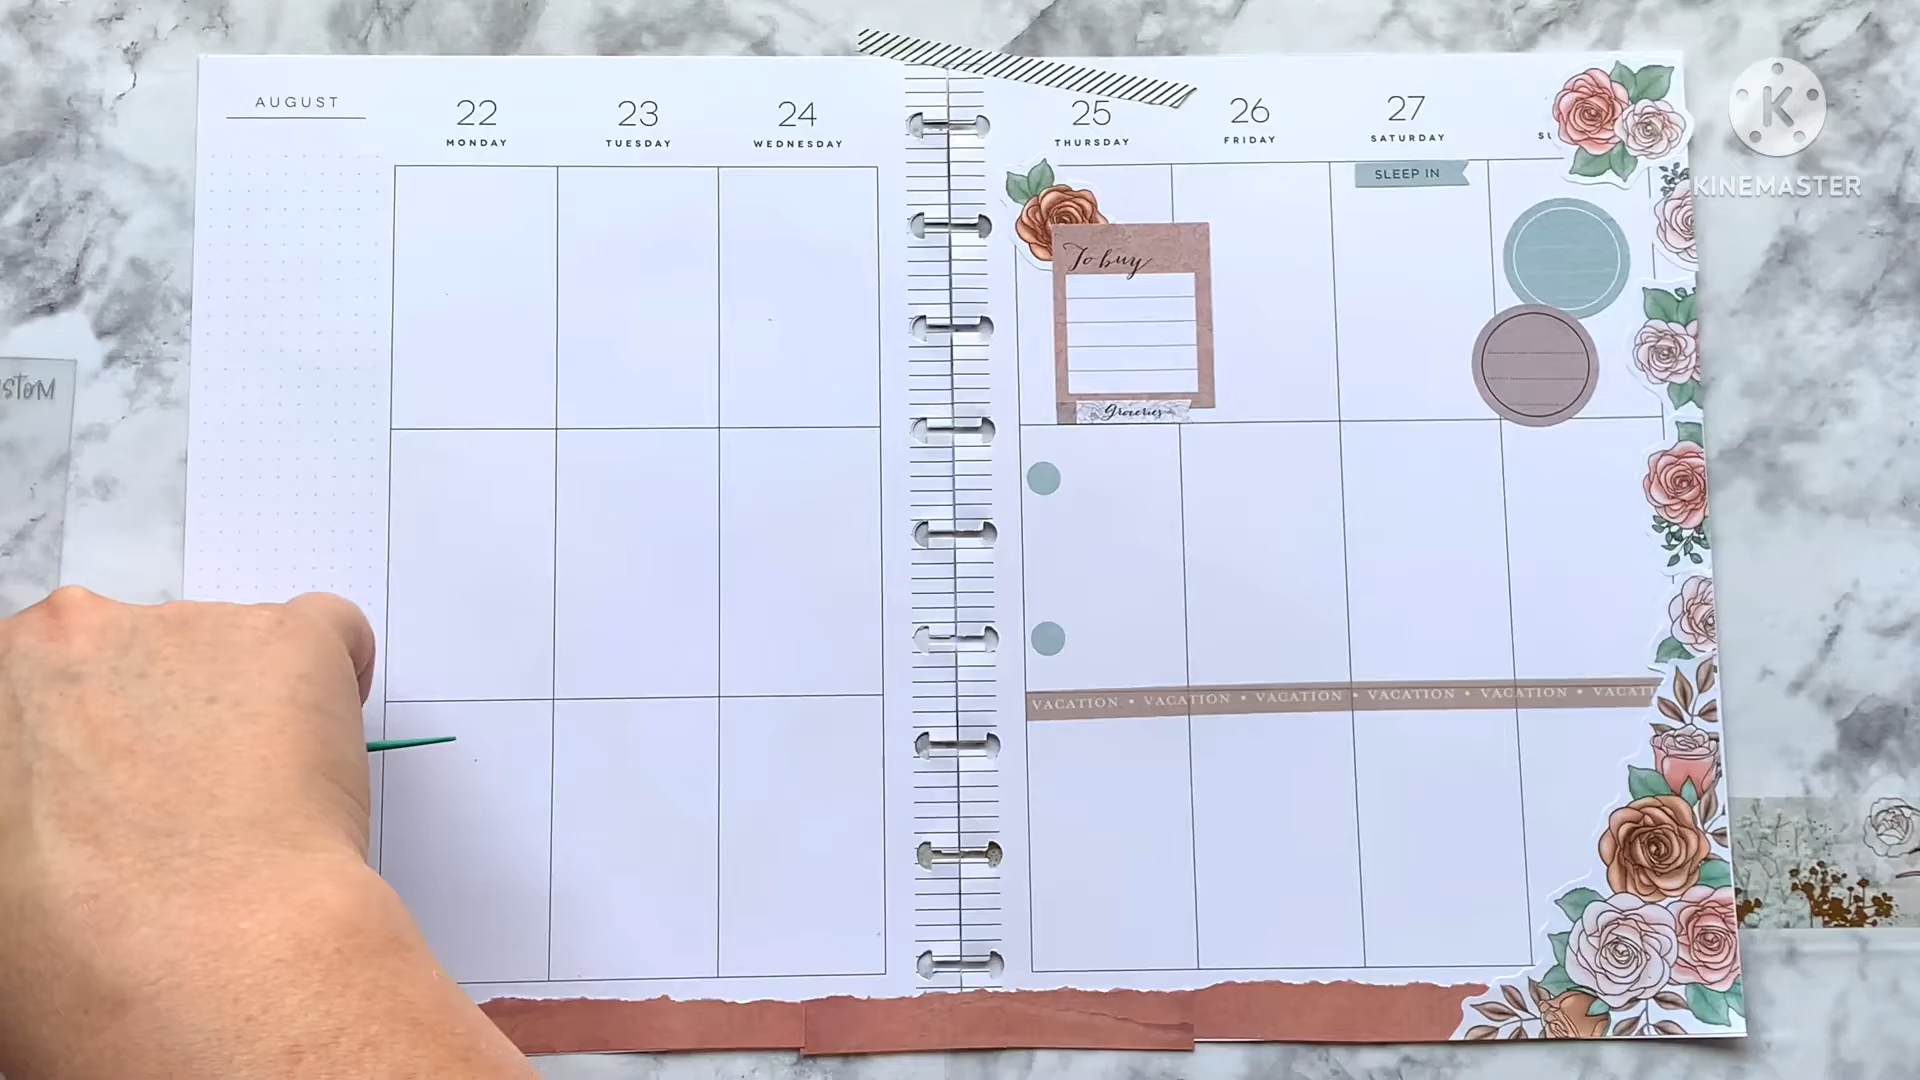 AUGUST
22
MONDAY
23
TUESDAY
24
WEDNESDAY
25
THURSDAY
26
FRIDAY
27
SATURDAY
SLEEP IN
To buy
Groceries
VACATION • VACATION • VACATION • VACATION • VACATION • VACATI
K
KINEMASTER